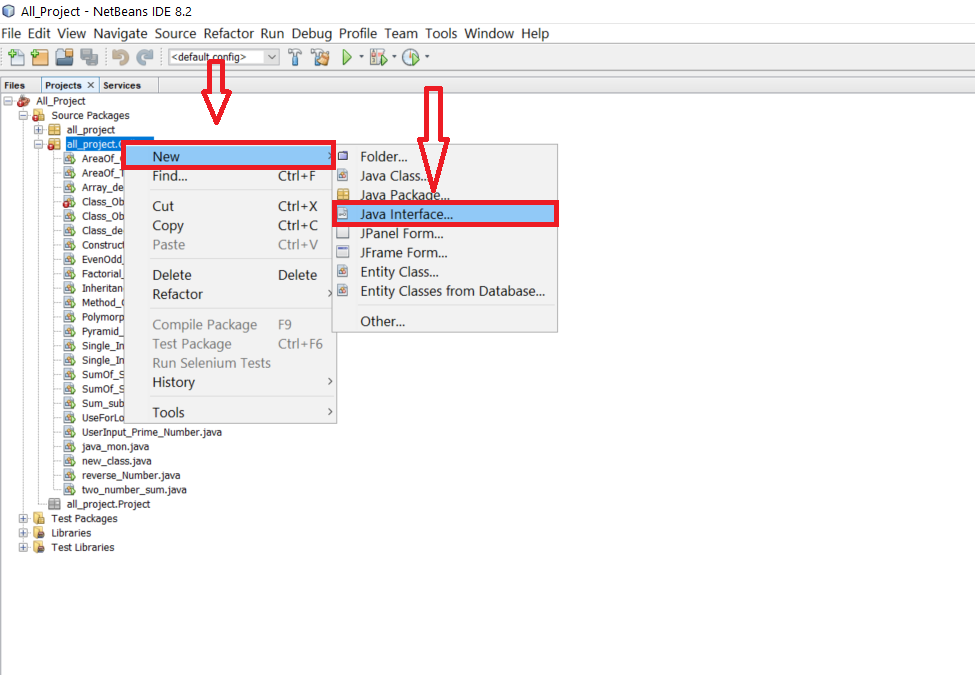 All_Project - NetBeans IDE 8.2
File Edit View Navigate Source Refactor Run Debug Profile Team Tools Window Help
<default config>
Files Projects Services
All_Project
Source Packages
all_project
all_project.
AreaOf_
AreaOf_T
Array_de
Class_Ob
Class_Ob
Class_de
Construct
EvenOdd_
Factorial_
Inheritan
Method_
Polymorp
Pyramid_
Single_In
Single_In
SumOf_S
SumOf_S
Sum_sub
UseForLo
UserInput_Prime_Number.java
java_mon.java
new_class.java
reverse_Number.java
two_number_sum.java
all_project.Project
Test Packages
Libraries
Test Libraries
New
Find... Ctrl+F
Cut Ctrl+X
Copy Ctrl+C
Paste Ctrl+V
Delete Delete
Refactor
Compile Package F9
Test Package Ctrl+F6
Run Selenium Tests
History
Tools
Folder...
Java Class...
Java Package...
Java Interface...
JPanel Form...
JFrame Form...
Entity Class...
Entity Classes from Database...
Other...